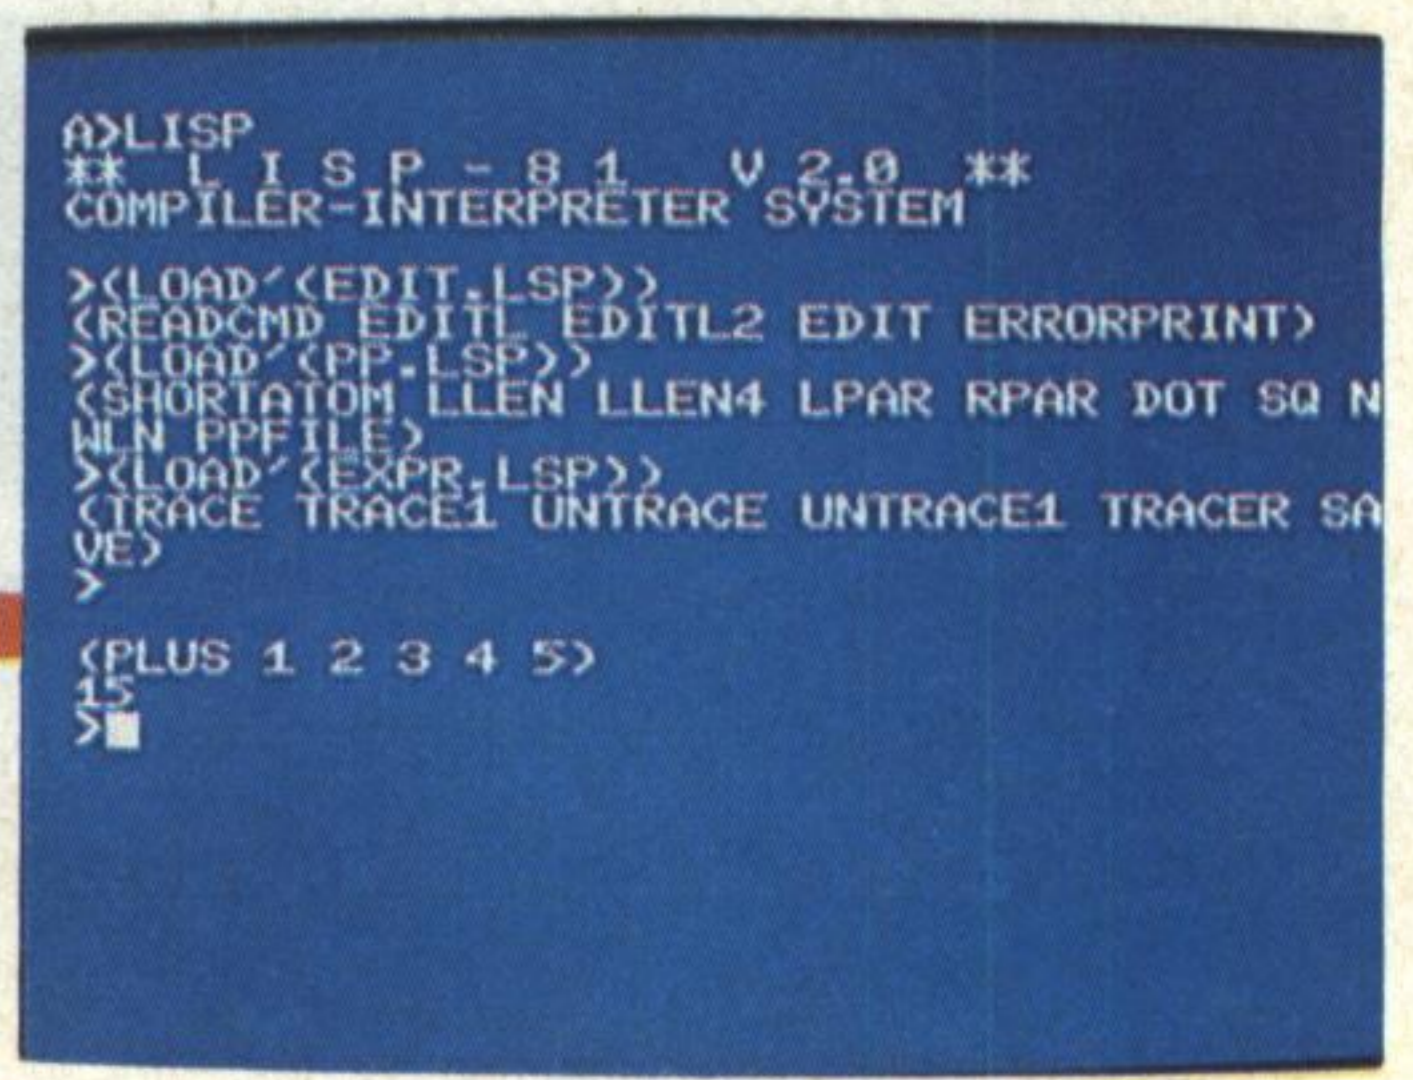 A>LISP
** L I S P - 8 1 V 2.0 **
COMPILER-INTERPRETER SYSTEM
>(LOAD'(EDIT.LSP))
(READCMD EDITL EDITL2 EDIT ERRORPRINT)
>(LOAD'(PP.LSP))
(SHORTATOM LLEN LLEN4 LPAR RPAR DOT SQ N
WLN PPFILE)
>(LOAD'(EXPR.LSP))
(TRACE TRACE1 UNTRACE UNTRACE1 TRACER SA
VE)
>
(PLUS 1 2 3 4 5)
15
>